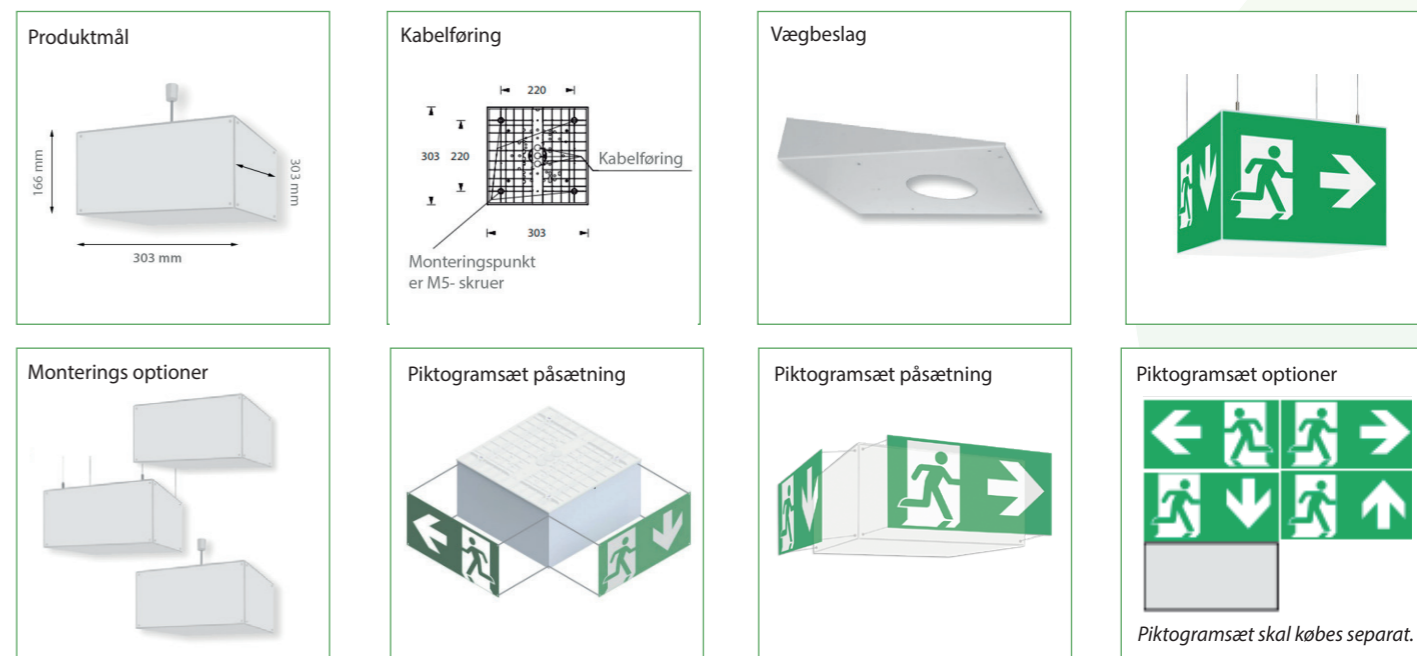 Produktmål
166 mm
303 mm
303 mm
Kabelføring
220
303 220
Kabelføring
303
Monteringspunkt
er M5- skruer
Vægbeslag
Monterings optioner
Piktogramsæt påsætning
Piktogramsæt påsætning
Piktogramsæt optioner
Piktogramsæt skal købes separat.